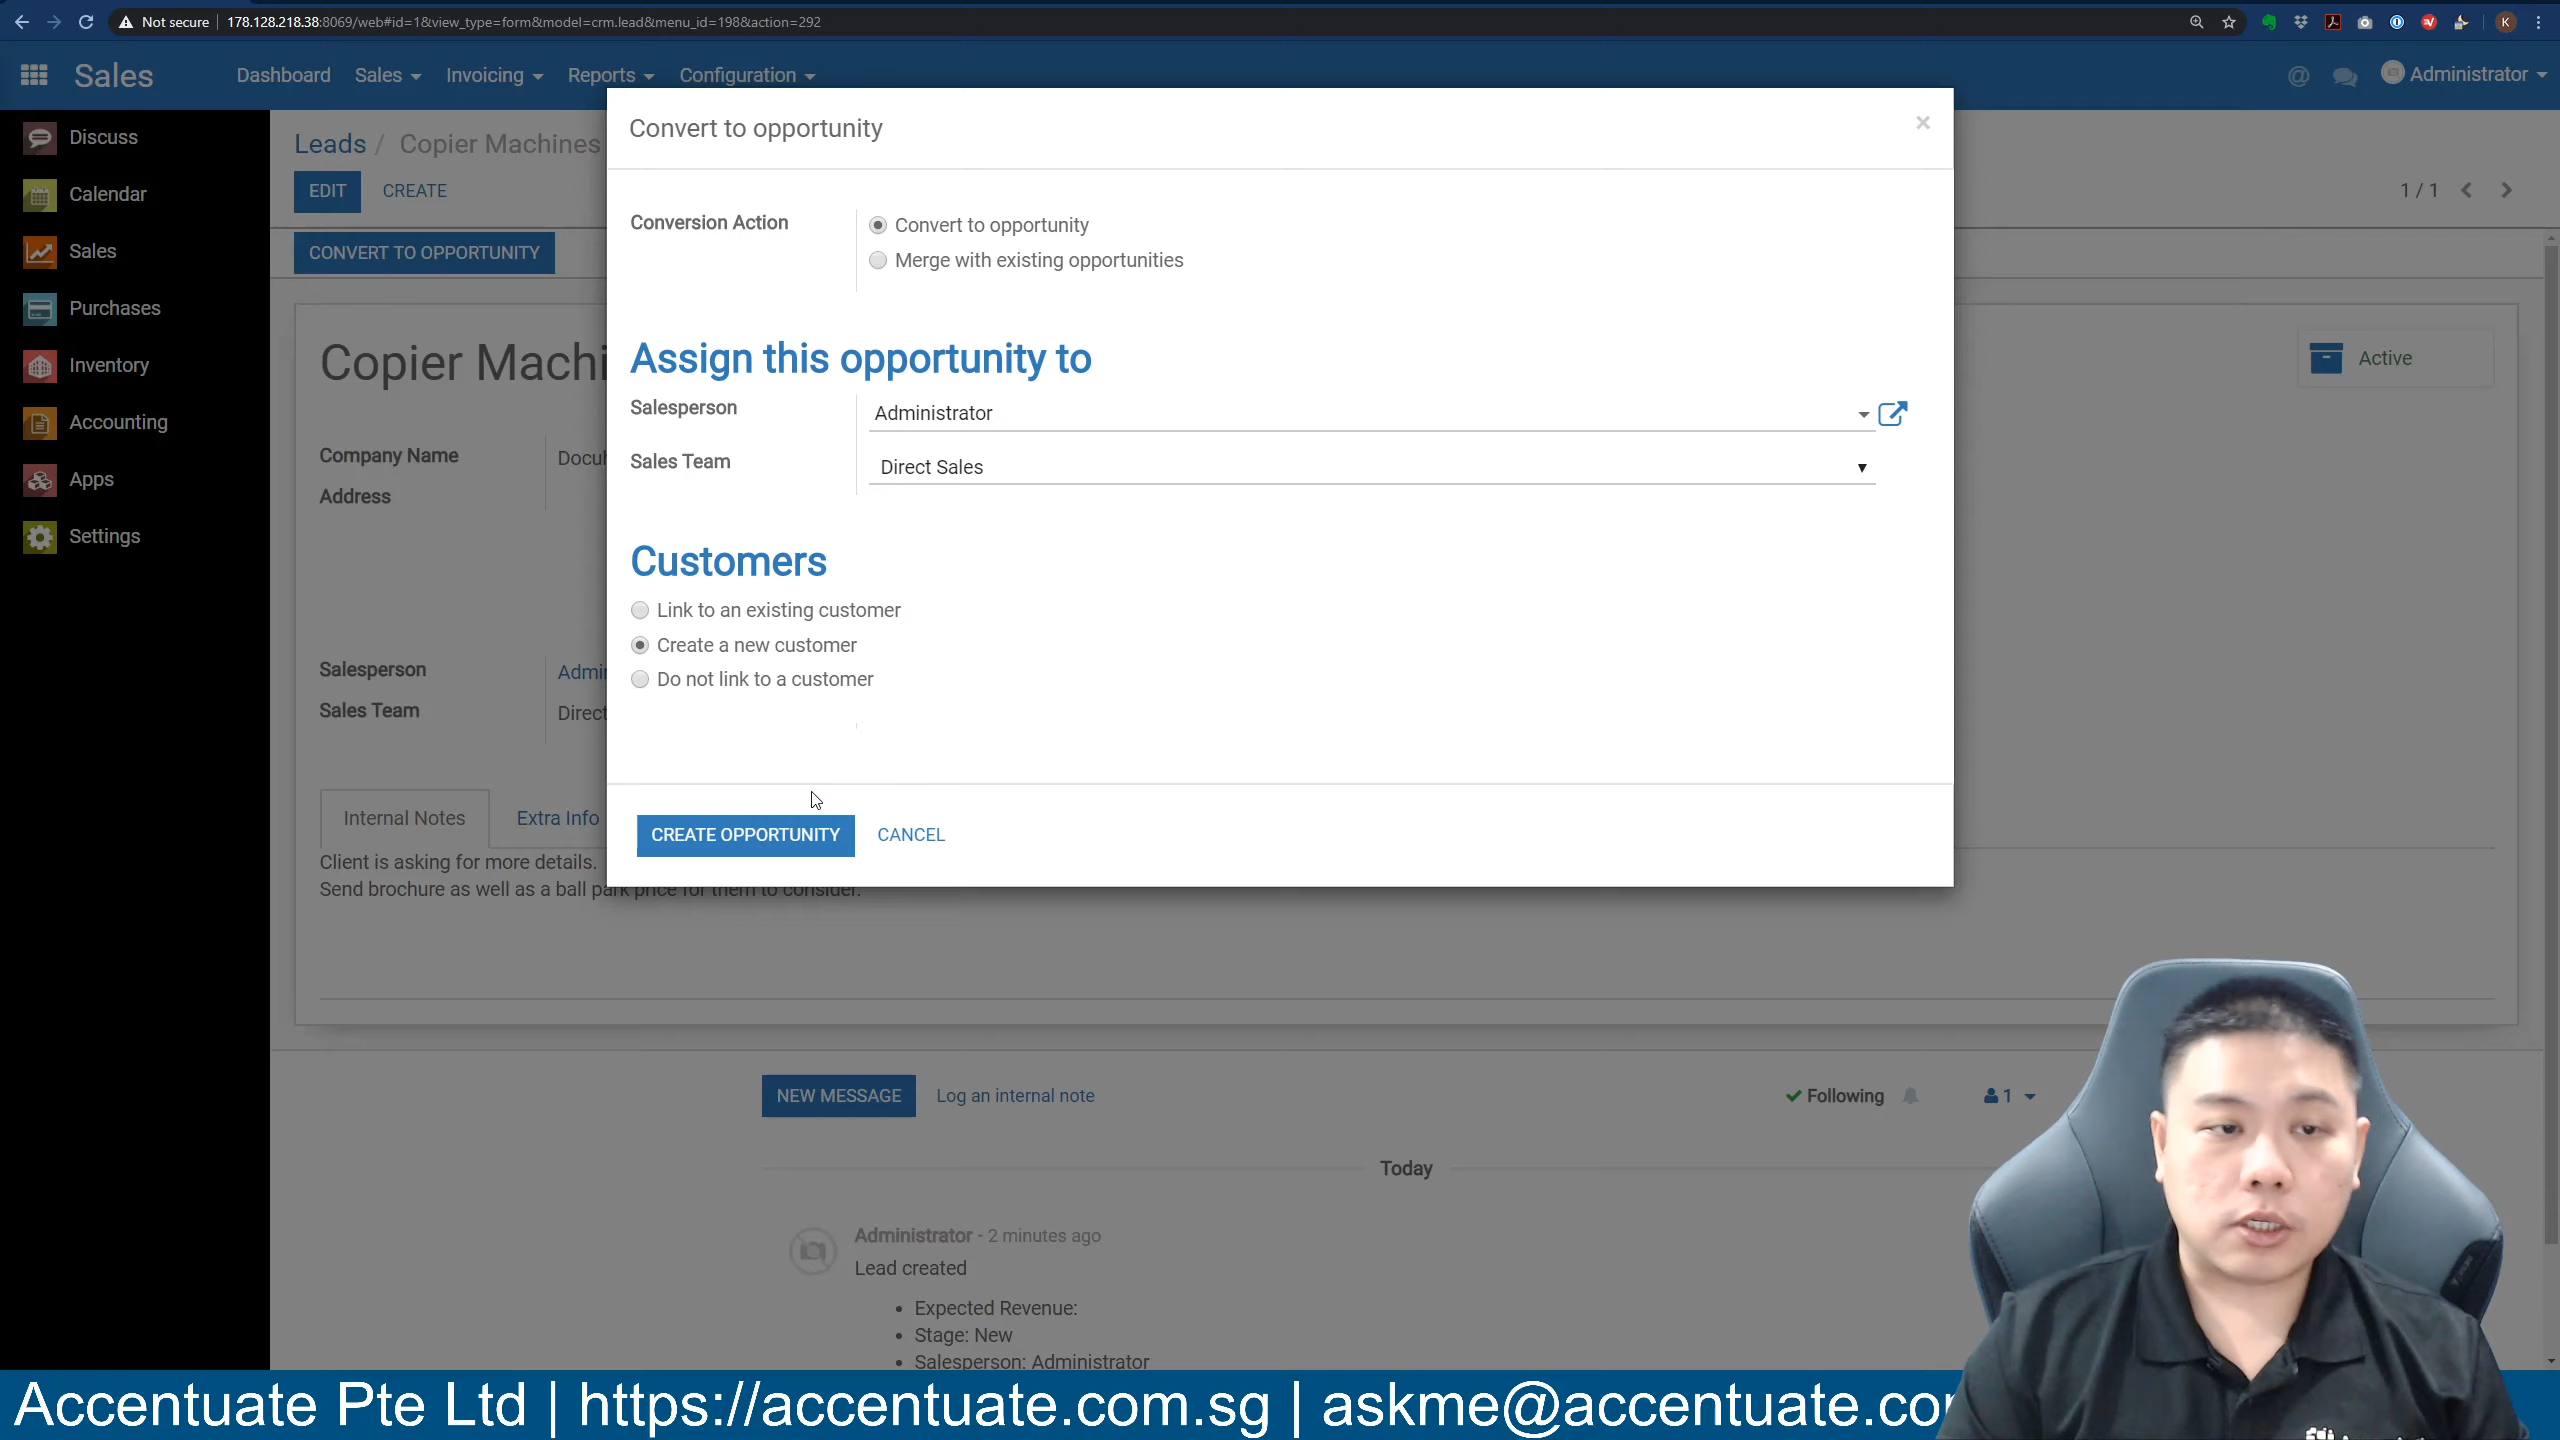 Not secure 178.128.218.38:8069/web#id=1&view_type=form&model=crm.lead&menu_id=198&action=292
K
Sales Dashboard Sales Invoicing Reports Configuration Administrator
Discuss
Calendar
Sales
Purchases
Inventory
Accounting
Apps
Settings
Leads / Copier Machines
EDIT CREATE
1 / 1
CONVERT TO OPPORTUNITY
Copier Machi
Active
Company Name
Address
Salesperson Admi
Sales Team Direct
Internal Notes Extra Info
Client is asking for more details.
Send brochure as well as a ball park price for them to consider.
Convert to opportunity
×
Conversion Action
Convert to opportunity
Merge with existing opportunities
Assign this opportunity to
Salesperson Administrator
Sales Team Direct Sales
Customers
Link to an existing customer
Create a new customer
Do not link to a customer
CREATE OPPORTUNITY CANCEL
NEW MESSAGE Log an internal note
Following 1
Today
Administrator - 2 minutes ago
Lead created
• Expected Revenue:
• Stage: New
• Salesperson: Administrator
Accentuate Pte Ltd | https://accentuate.com.sg | askme@accentuate.co